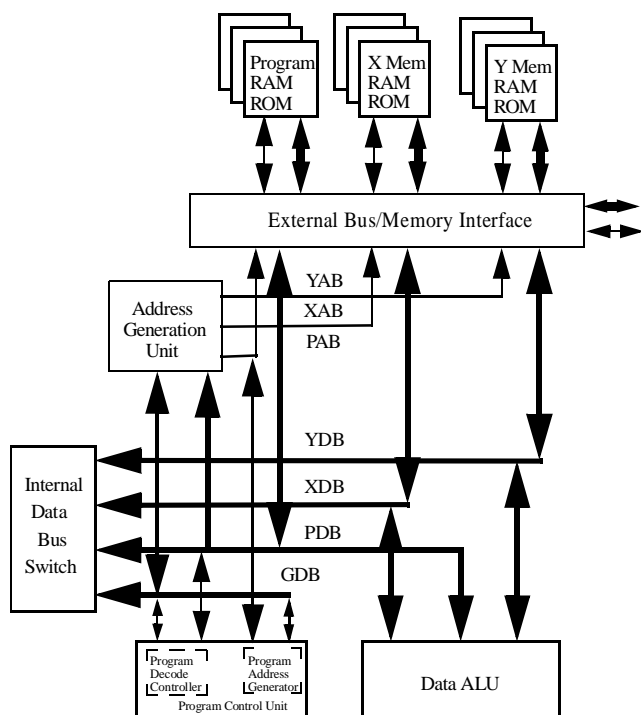 Program
RAM
ROM
X Mem
RAM
ROM
Y Mem
RAM
ROM
External Bus/Memory Interface
Address
Generation
Unit
YAB
XAB
PAB
Internal
Data
Bus
Switch
YDB
XDB
PDB
GDB
Program
Decode
Controller
Program
Address
Generator
Program Control Unit
Data ALU